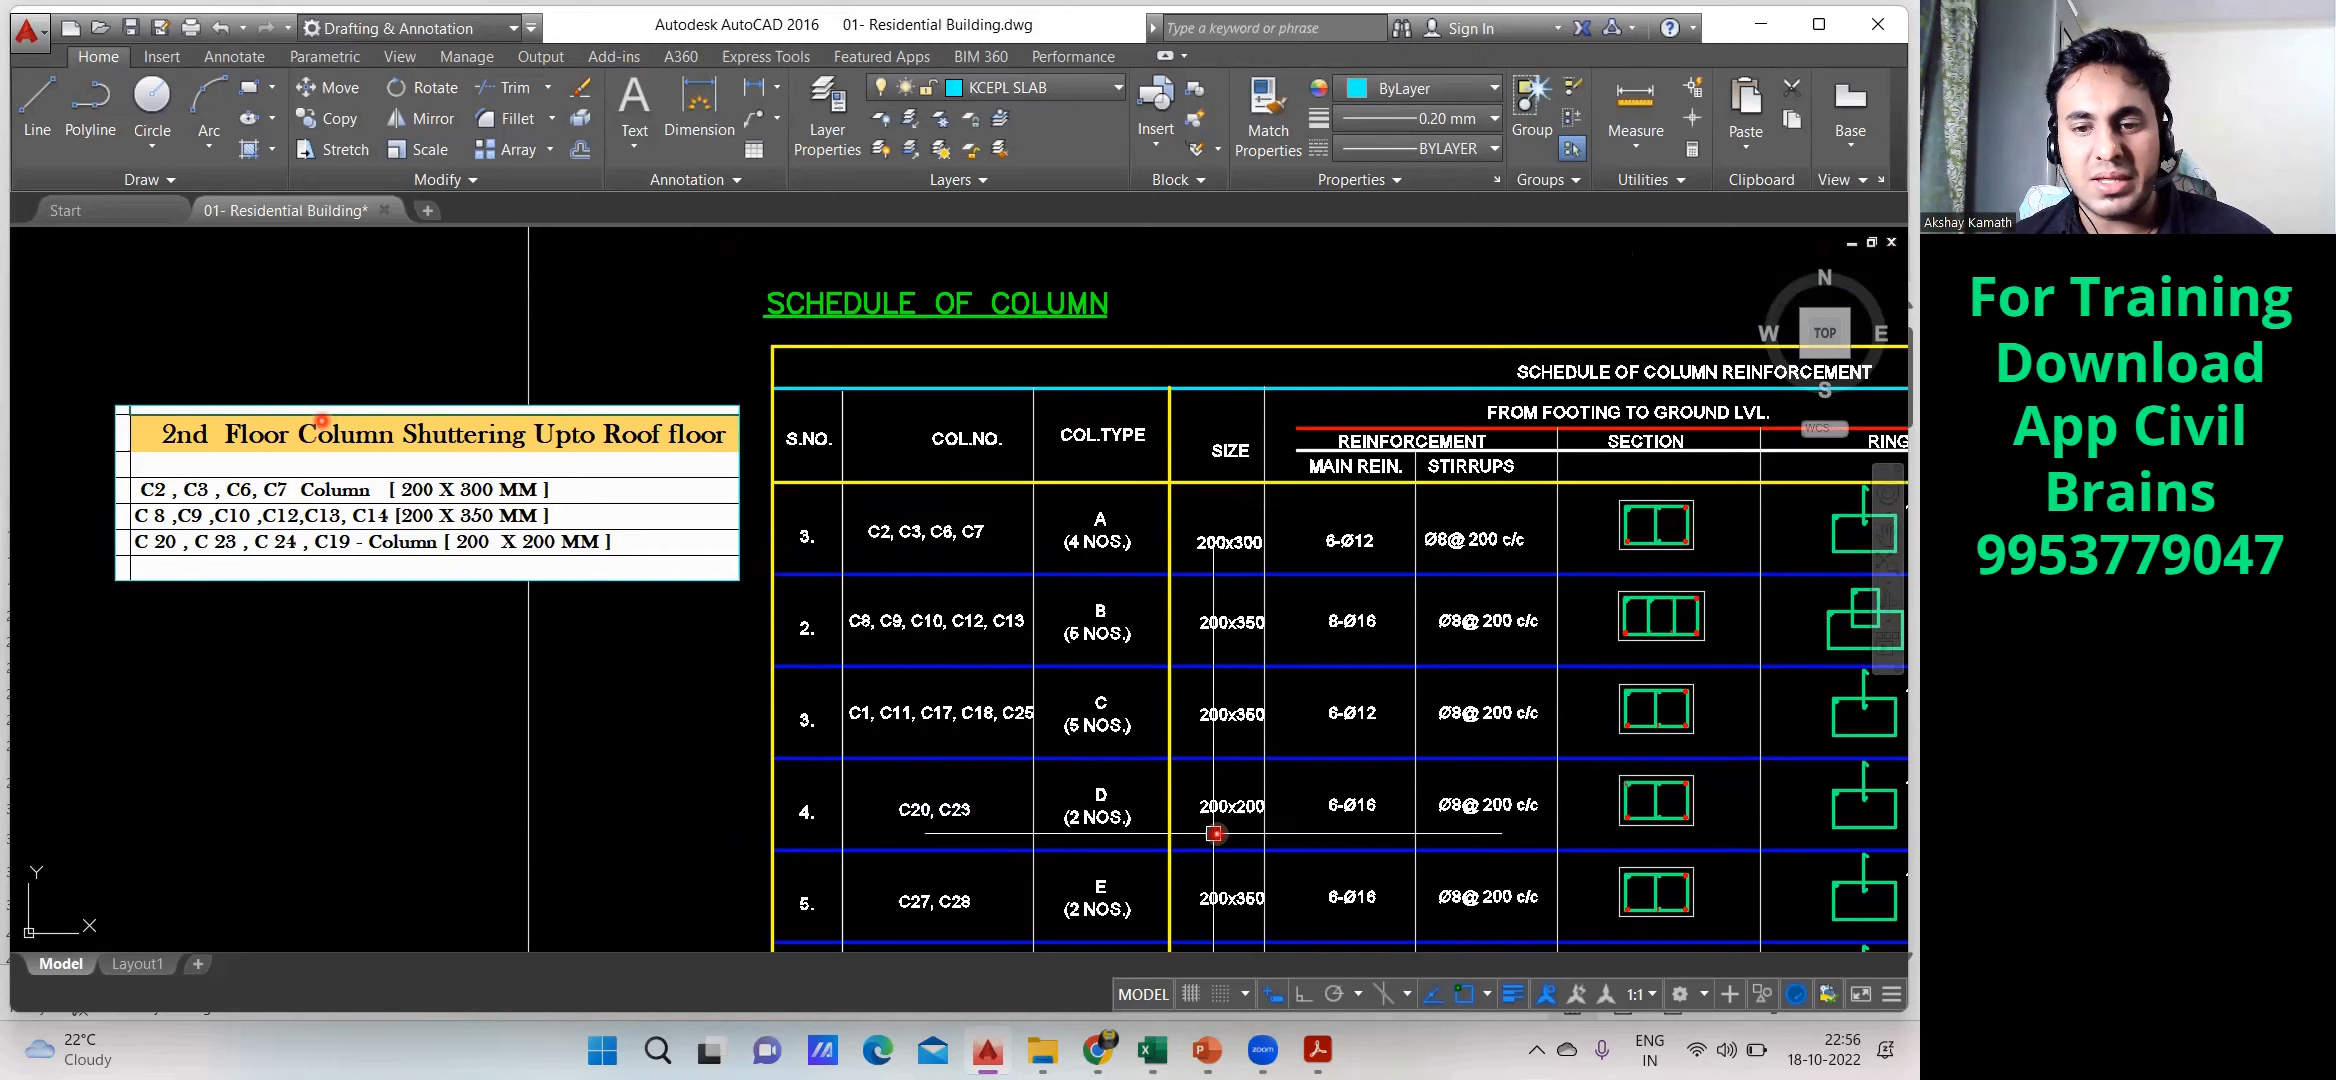 Drafting & Annotation
Autodesk AutoCAD 2016
01- Residential Building.dwg
Type a keyword or phrase
Sign In
Home
Insert
Annotate
Parametric
View
Manage
Output
Add-ins
A360
Express Tools
Featured Apps
BIM 360
Performance
Line
Polyline
Circle
Arc
Move
Rotate
Trim
Copy
Mirror
Fillet
Stretch
Scale
Array
Text
Dimension
Layer
Properties
KCEPL SLAB
Insert
Match
Properties
ByLayer
0.20 mm
BYLAYER
Group
Measure
Paste
Base
Draw
Modify
Annotation
Layers
Block
Properties
Groups
Utilities
Clipboard
View
Start
01- Residential Building*
Akshay Kamath
For Training
Download
App Civil
Brains
9953779047
N
W
TOP
E
S
WCS
SCHEDULE OF COLUMN
SCHEDULE OF COLUMN REINFORCEMENT
S.NO.
COL.NO.
COL.TYPE
SIZE
FROM FOOTING TO GROUND LVL.
REINFORCEMENT
SECTION
RING
MAIN REIN.
STIRRUPS
2nd Floor Column Shuttering Upto Roof floor
C2 , C3 , C6, C7 Column [ 200 X 300 MM ]
C 8 ,C9 ,C10 ,C12,C13, C14 [200 X 350 MM ]
C 20 , C 23 , C 24 , C19 - Column [ 200 X 200 MM ]
3.
C2, C3, C6, C7
A
(4 NOS.)
200x300
6-Ø12
Ø8@ 200 c/c
2.
C8, C9, C10, C12, C13
B
(5 NOS.)
200x350
8-Ø16
Ø8@ 200 c/c
3.
C1, C11, C17, C18, C25
C
(5 NOS.)
200x350
6-Ø12
Ø8@ 200 c/c
4.
C20, C23
D
(2 NOS.)
200x200
6-Ø16
Ø8@ 200 c/c
5.
C27, C28
E
(2 NOS.)
200x350
6-Ø16
Ø8@ 200 c/c
Y
X
Model
Layout1
MODEL
1:1
22°C
Cloudy
zoom
ENG
IN
22:56
18-10-2022